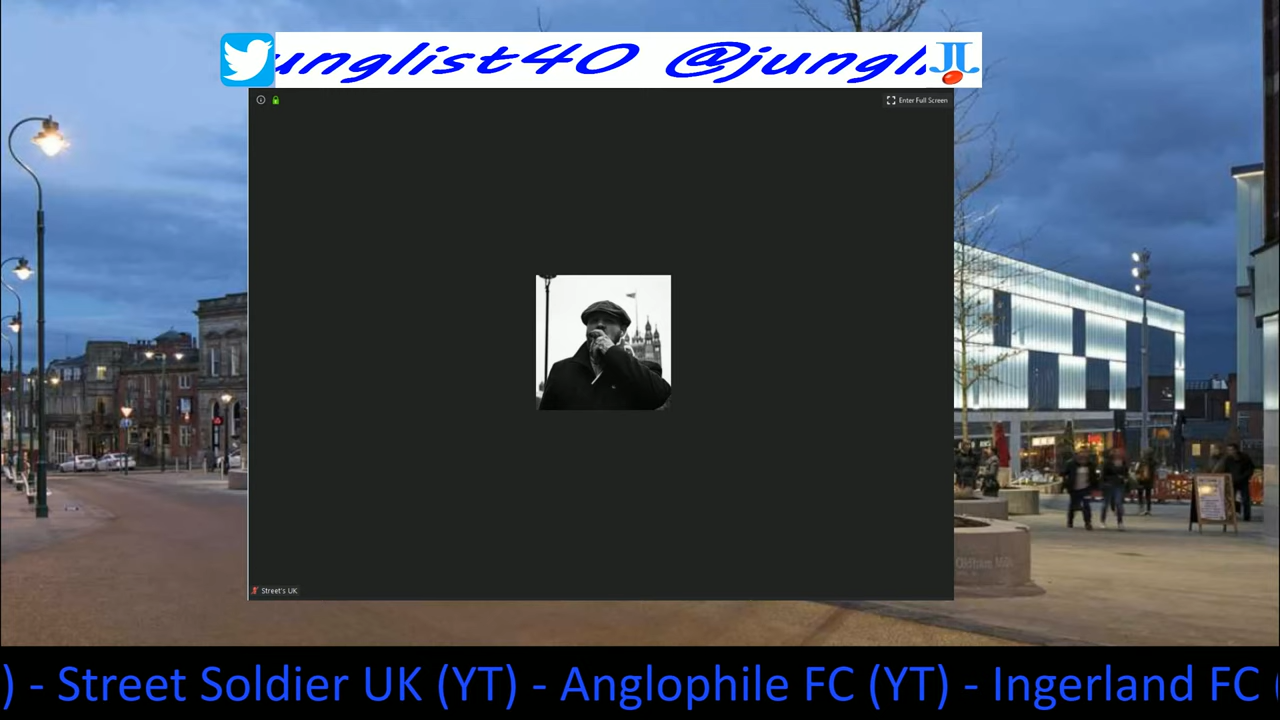 unglist40 @jungl
Enter Full Screen
Street's UK
) - Street Soldier UK (YT) - Anglophile FC (YT) - Ingerland FC (